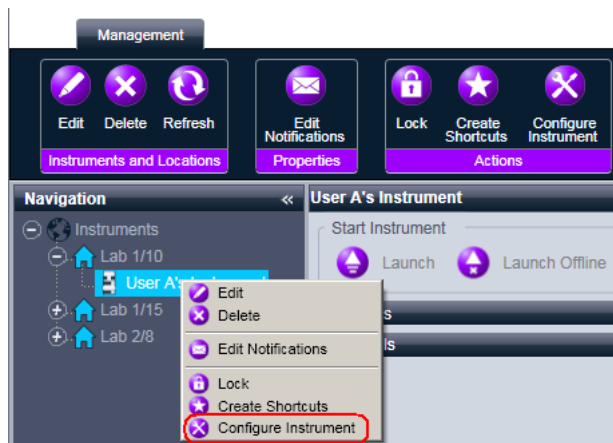 Management
Edit
Delete
Refresh
Edit
Notifications
Lock
Create
Shortcuts
Configure
Instrument
Instruments and Locations
Properties
Actions
Navigation
«
User A's Instrument
Instruments
Start Instrument
Lab 1/10
Launch
Launch Offline
User A's
Edit
Lab 1/15
Delete
s
Lab 2/8
Edit Notifications
ls
Lock
Create Shortcuts
Configure Instrument